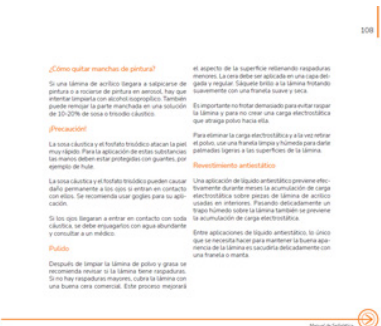 108
¿Cómo quitar manchas de pintura?
Si una lámina de acrílico llegara a salpicarse de
pintura o a rociarse de pintura en aerosol, hay que
intentar limpiarla con alcohol isopropílico. También
puede remojar la parte manchada en una solución
de 10-20% de sosa o trisodio cáustico.
¡Precaución!
La sosa cáustica y el fosfato trisódico atacan la piel
muy rápido. Para la aplicación de estas substancias
las manos deben estar protegidas con guantes, por
ejemplo de hule.
La sosa cáustica y el fosfato trisódico pueden causar
daño permanente a los ojos si entran en contacto
con ellos. Se recomienda usar gogles para su apli-
cación.
Si los ojos llegaran a entrar en contacto con soda
cáustica, se debe enjuagarlos con agua abundante
y consultar a un médico.
Pulido
Después de limpiar la lámina de polvo y grasa se
recomienda revisar si la lámina tiene raspaduras.
Si no hay raspaduras mayores, cubra la lámina con
una buena cera comercial. Este proceso mejorará
el aspecto de la superficie rellenando raspaduras
menores. La cera debe ser aplicada en una capa del-
gada y regular. Sáquele brillo a la lámina frotando
suavemente con una franela suave y seca.
Es importante no frotar demasiado para evitar raspar
la lámina y para no crear una carga electrostática
que atraiga polvo hacia ella.
Para eliminar la carga electrostática y a la vez retirar
el polvo, use una franela limpia y húmeda para darle
palmadas ligeras a las superficies de la lámina.
Revestimiento antiestático
Una aplicación de líquido antiestático previene efec-
tivamente durante meses la acumulación de carga
electrostática sobre piezas de lámina de acrílico
usadas en interiores. Pasando delicadamente un
trapo húmedo sobre la lámina también se previene
la acumulación de carga electrostática.
Entre aplicaciones de líquido antiestático, lo único
que se necesita hacer para mantener la buena apa-
riencia de la lámina es sacudirla delicadamente con
una franela o manta.